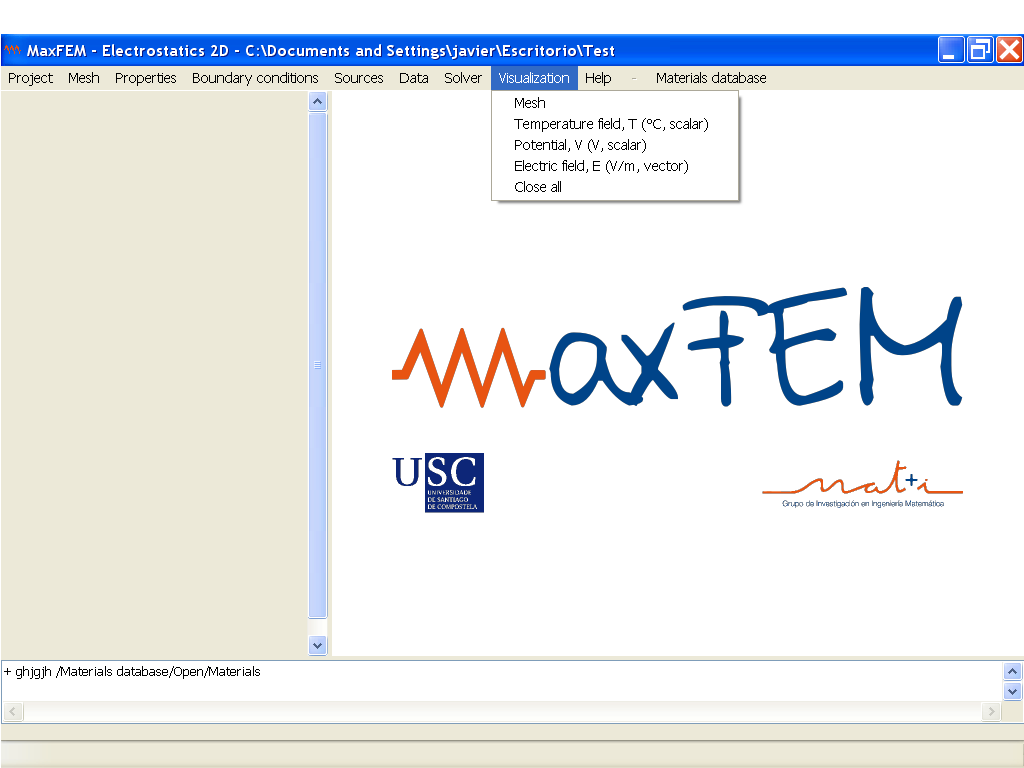 MaxFEM - Electrostatics 2D - C:\Documents and Settings\javier\Escritorio\Test
Project Mesh Properties Boundary conditions Sources Data Solver Visualization Help - Materials database
Mesh
Temperature field, T (ºC, scalar)
Potential, V (V, scalar)
Electric field, E (V/m, vector)
Close all
MaxFEM
USC
UNIVERSIDADE
DE SANTIAGO
DE COMPOSTELA
mat+i
Grupo de Investigación en Ingeniería Matemática
+ ghjgjh /Materials database/Open/Materials